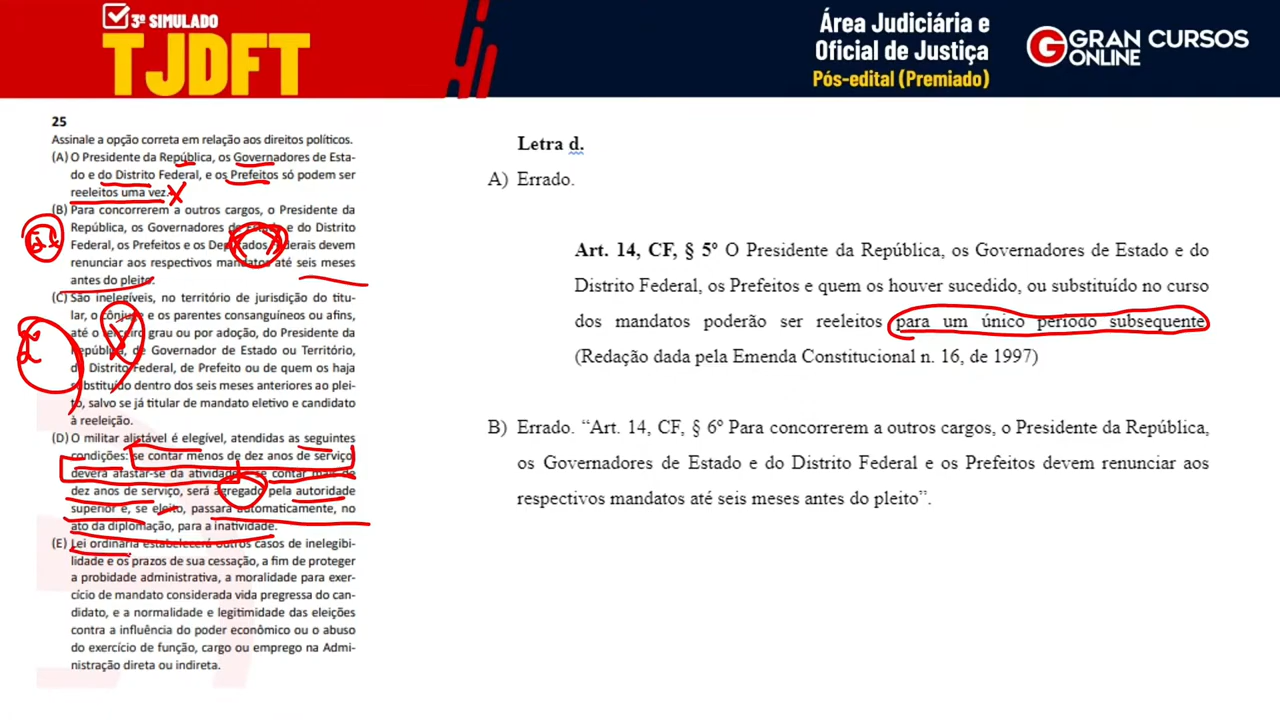 3º SIMULADO
TJDFT
Área Judiciária e
Oficial de Justiça
Pós-edital (Premiado)
GRAN CURSOS
ONLINE
25
Assinale a opção correta em relação aos direitos políticos.
(A) O Presidente da República, os Governadores de Esta-
do e do Distrito Federal, e os Prefeitos só podem ser
reeleitos uma vez.
(B) Para concorrerem a outros cargos, o Presidente da
República, os Governadores de Estado e do Distrito
Federal, os Prefeitos e os Deputados Federais devem
renunciar aos respectivos mandatos até seis meses
antes do pleito.
(C) São inelegíveis, no território de jurisdição do titu-
lar, o cônjuge e os parentes consanguíneos ou afins,
até o terceiro grau ou por adoção, do Presidente da
República, de Governador de Estado ou Território,
do Distrito Federal, de Prefeito ou de quem os haja
substituído dentro dos seis meses anteriores ao plei-
to, salvo se já titular de mandato eletivo e candidato
à reeleição.
(D) O militar alistável é elegível, atendidas as seguintes
condições: se contar menos de dez anos de serviço,
deverá afastar-se da atividade; se contar mais de
dez anos de serviço, será agregado pela autoridade
superior e, se eleito, passará automaticamente, no
ato da diplomação, para a inatividade.
(E) Lei ordinária estabelecerá outros casos de inelegibi-
lidade e os prazos de sua cessação, a fim de proteger
a probidade administrativa, a moralidade para exer-
cício de mandato considerada vida pregressa do can-
didato, e a normalidade e legitimidade das eleições
contra a influência do poder econômico ou o abuso
do exercício de função, cargo ou emprego na Admi-
nistração direta ou indireta.
Letra d.
A) Errado.
Art. 14, CF, § 5º O Presidente da República, os Governadores de Estado e do
Distrito Federal, os Prefeitos e quem os houver sucedido, ou substituído no curso
dos mandatos poderão ser reeleitos para um único período subsequente
(Redação dada pela Emenda Constitucional n. 16, de 1997)
B) Errado. “Art. 14, CF, § 6º Para concorrerem a outros cargos, o Presidente da República,
os Governadores de Estado e do Distrito Federal e os Prefeitos devem renunciar aos
respectivos mandatos até seis meses antes do pleito”.